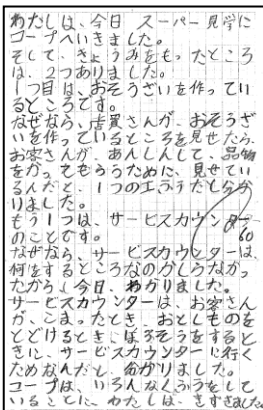 わたしは、今日 スーパー見学に
コープへいきました。
そして、きょうみをもったところ
は、2つありました。
1つ目は、おそうざいを作ってい
るところです。
なぜなら、店員さんが、おそうざ
いを作っているところを見せたら、
お客さんが、あんしんして、品物
をかってもらうために、見せてい
るんだと、1つのエラ
りました。
もう1つは、サービスカウンター
のことです。
なぜなら、サービスカウンターは、
何をするところなのかしらなかっ
たから、今日、わかりました。
サービスカウンターは、お客さん
が、こまったとき、おとしものを
とどけるとき、ほうそうをすると
きに、サービスカウンターに行く
ためなんだと、分かりました。
コープは、いろんなくふうをして
いることに、わたしは、きずきました。
60